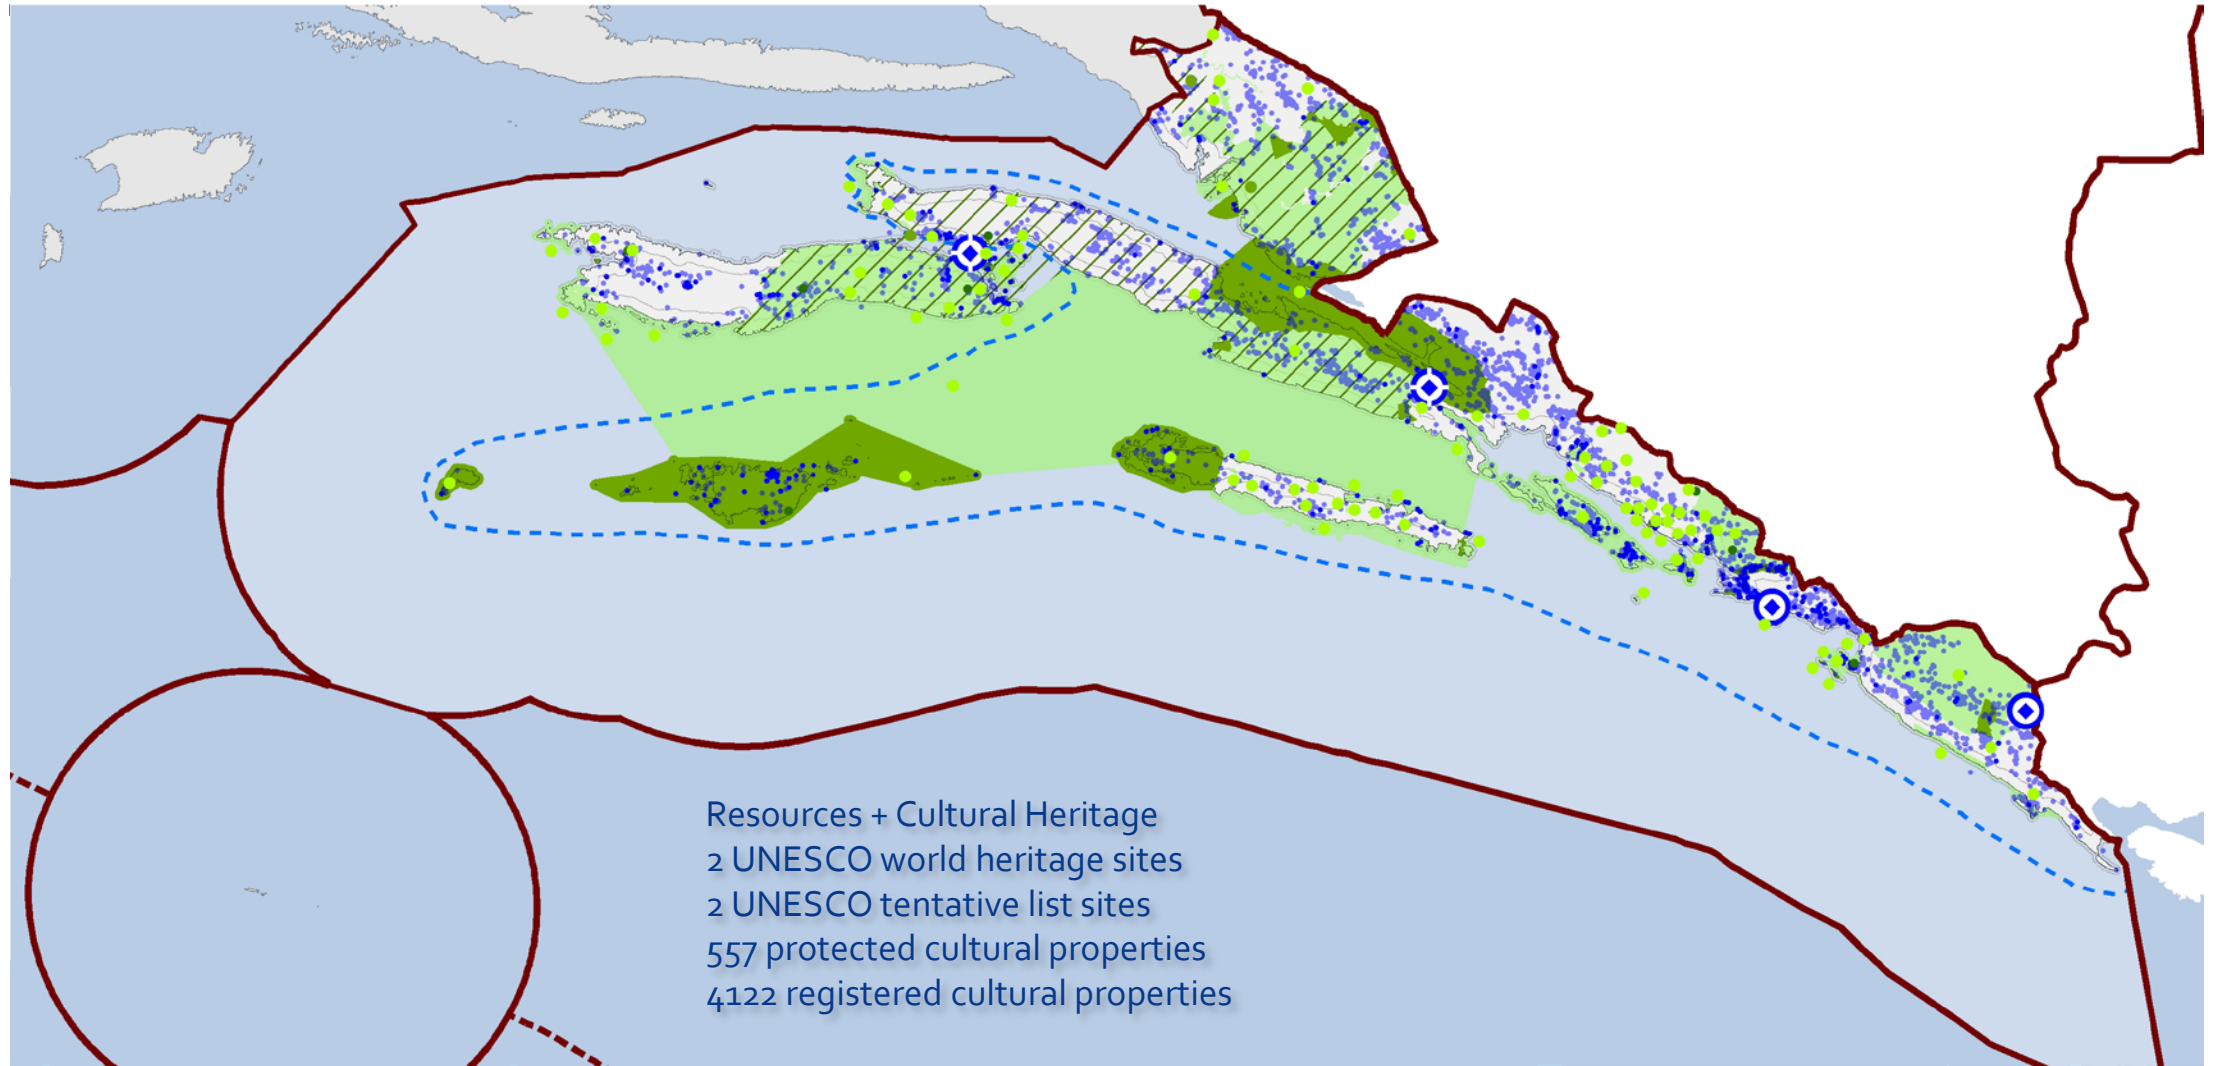 Resources + Cultural Heritage
2 UNESCO world heritage sites
2 UNESCO tentative list sites
557 protected cultural properties
4122 registered cultural properties